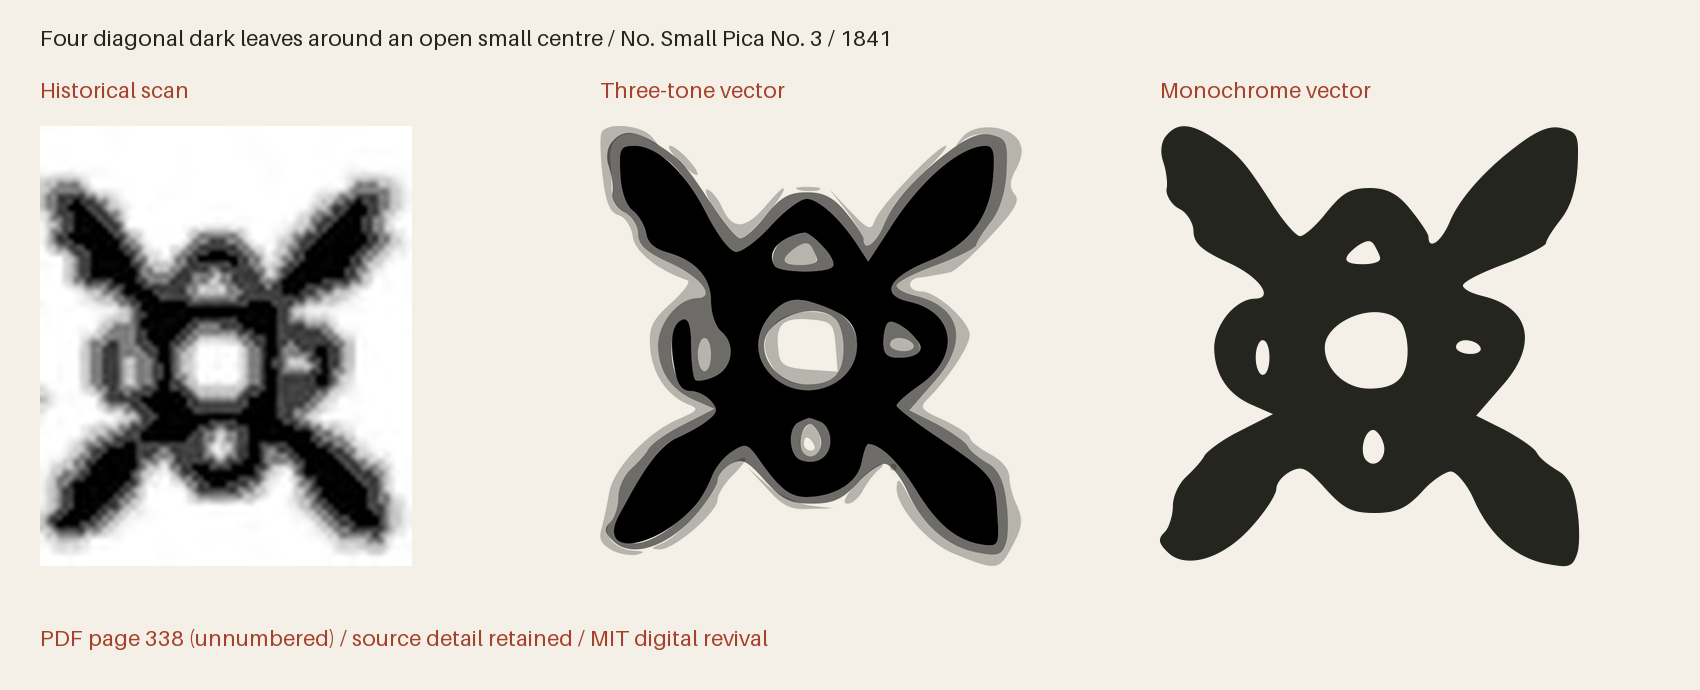 Four diagonal dark leaves around an open small centre / No. Small Pica No. 3 / 1841
Historical scan
Three-tone vector
Monochrome vector
PDF page 338 (unnumbered) / source detail retained / MIT digital revival